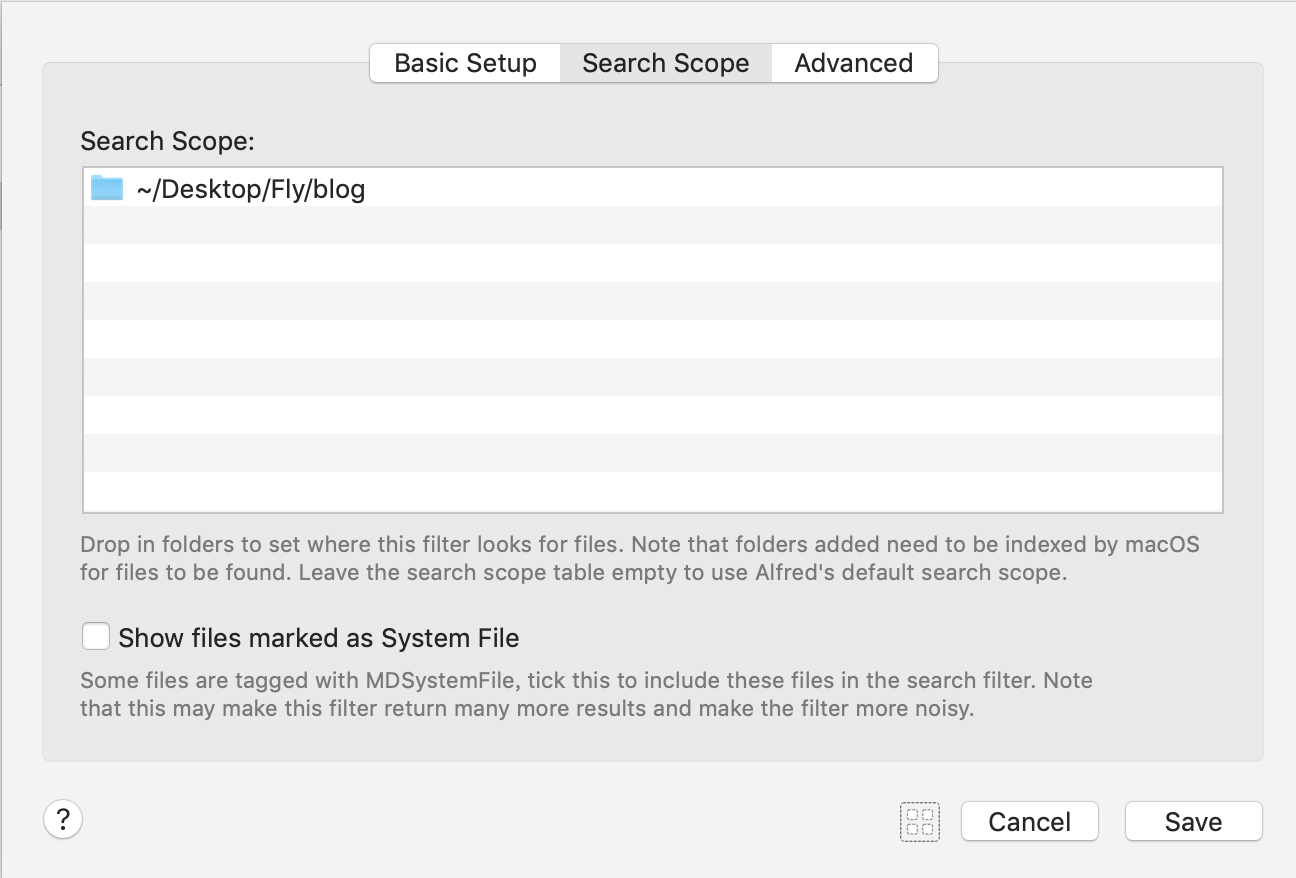 Basic Setup Search Scope Advanced
Search Scope:
~/Desktop/Fly/blog
Drop in folders to set where this filter looks for files. Note that folders added need to be indexed by macOS
for files to be found. Leave the search scope table empty to use Alfred's default search scope.
Show files marked as System File
Some files are tagged with MDSystemFile, tick this to include these files in the search filter. Note
that this may make this filter return many more results and make the filter more noisy.
? Cancel Save